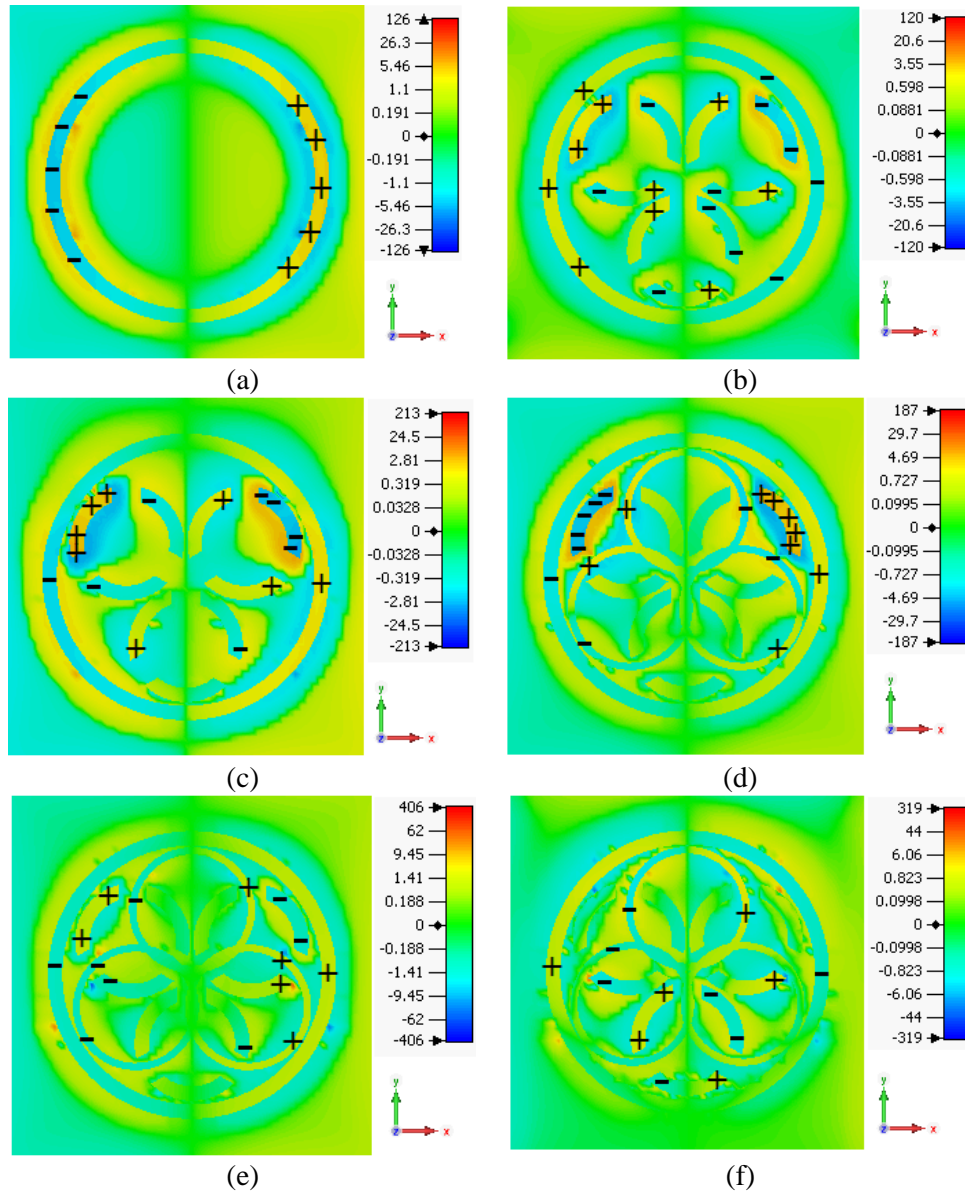 126
26.3
5.46
1.1
0.191
0
-0.191
-1.1
-5.46
-26.3
-126
y
z
x
(a)
120
20.6
3.55
0.598
0.0881
0
-0.0881
-0.598
-3.55
-20.6
-120
y
z
x
(b)
213
24.5
2.81
0.319
0.0328
0
-0.0328
-0.319
-2.81
-24.5
-213
y
z
x
(c)
187
29.7
4.69
0.727
0.0995
0
-0.0995
-0.727
-4.69
-29.7
-187
y
z
x
(d)
406
62
9.45
1.41
0.188
0
-0.188
-1.41
-9.45
-62
-406
y
z
x
(e)
319
44
6.06
0.823
0.0998
0
-0.0998
-0.823
-6.06
-44
-319
y
z
x
(f)